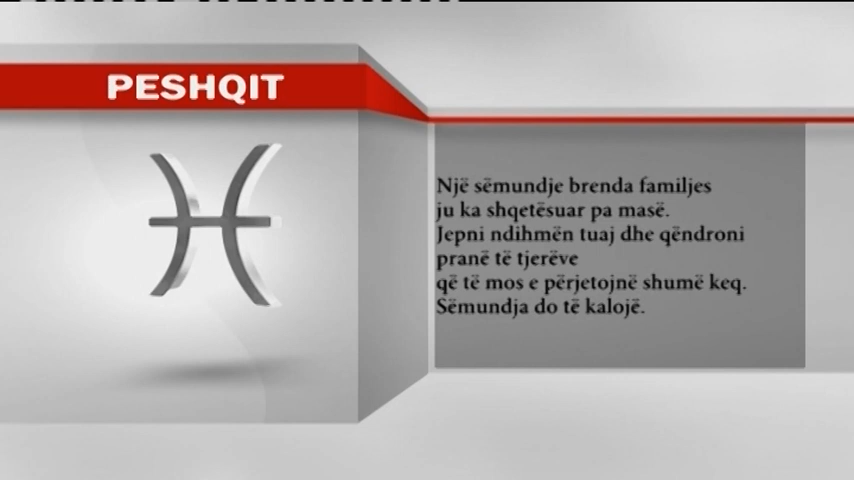 PESHQIT
Një sëmundje brenda familjes
ju ka shqetësuar pa masë.
Jepni ndihmën tuaj dhe qëndroni
pranë të tjerëve
që të mos e përjetojnë shumë keq.
Sëmundja do të kalojë.